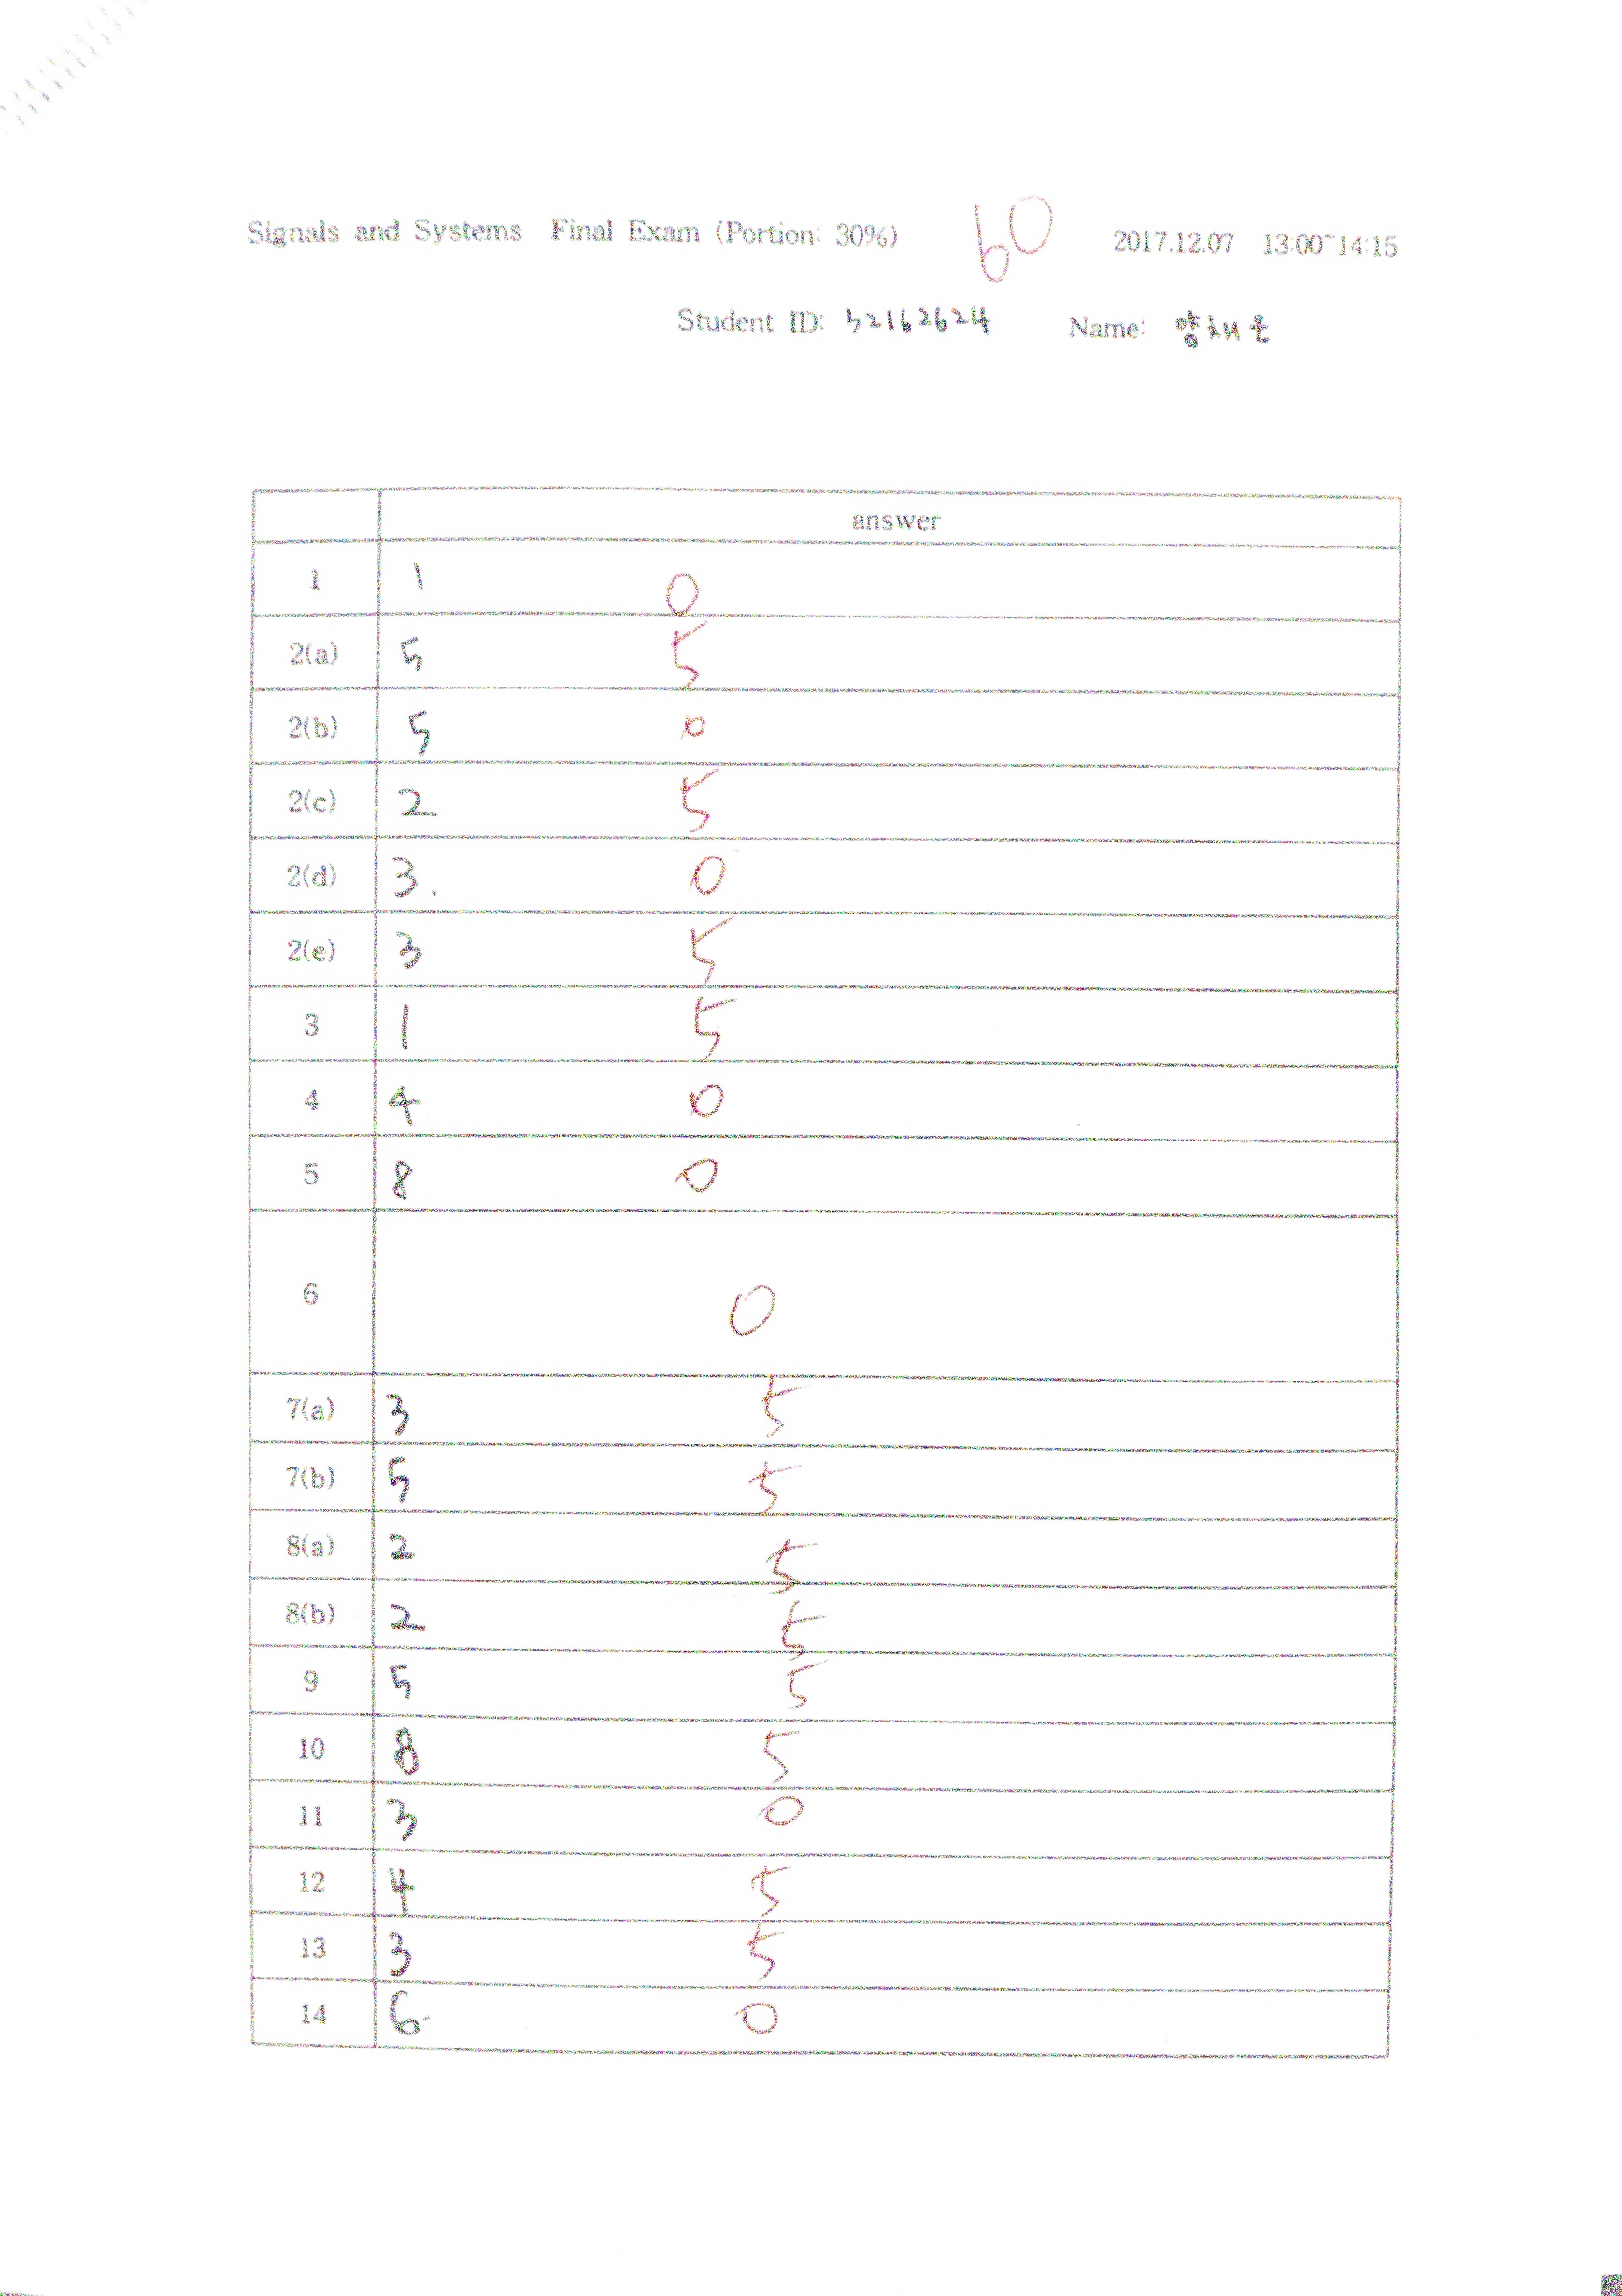 Signals and Systems Final Exam (Portion: 30%) 60 2017.12.07 13:00~14:15
Student ID: 32162624 Name: 양해운
answer
1 1 0
2(a) 5 5
2(b) 5 0
2(c) 2 5
2(d) 3. 0
2(e) 3 5
3 1 5
4 4 0
5 8 0
6 0
7(a) 3 5
7(b) 5 5
8(a) 2 5
8(b) 2 5
9 5 5
10 8 5
11 3 0
12 4 5
13 3 5
14 6. 0